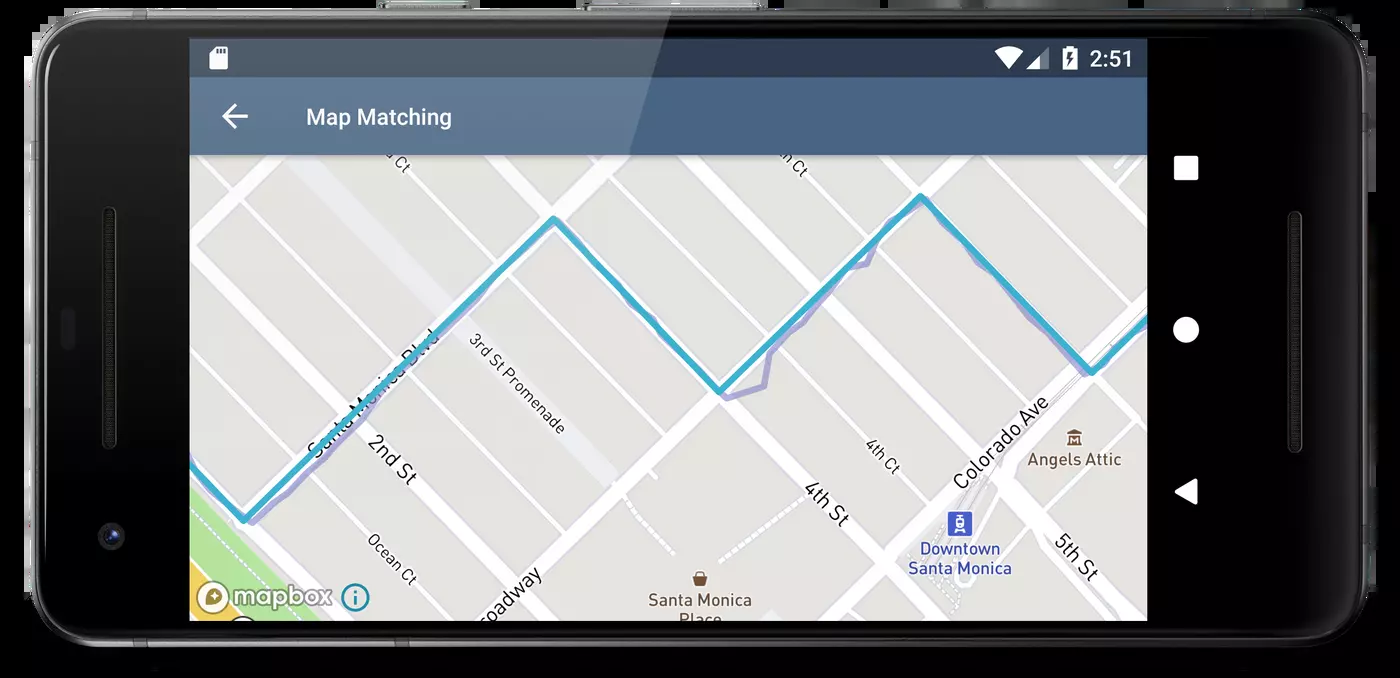 2:51
Map Matching
Ct
Ct
Santa Monica Blvd
3rd St Promenade
2nd St
4th Ct
Colorado Ave
Angels Attic
4th St
Ocean Ct
5th St
Downtown
Santa Monica
mapbox
Santa Monica
Place